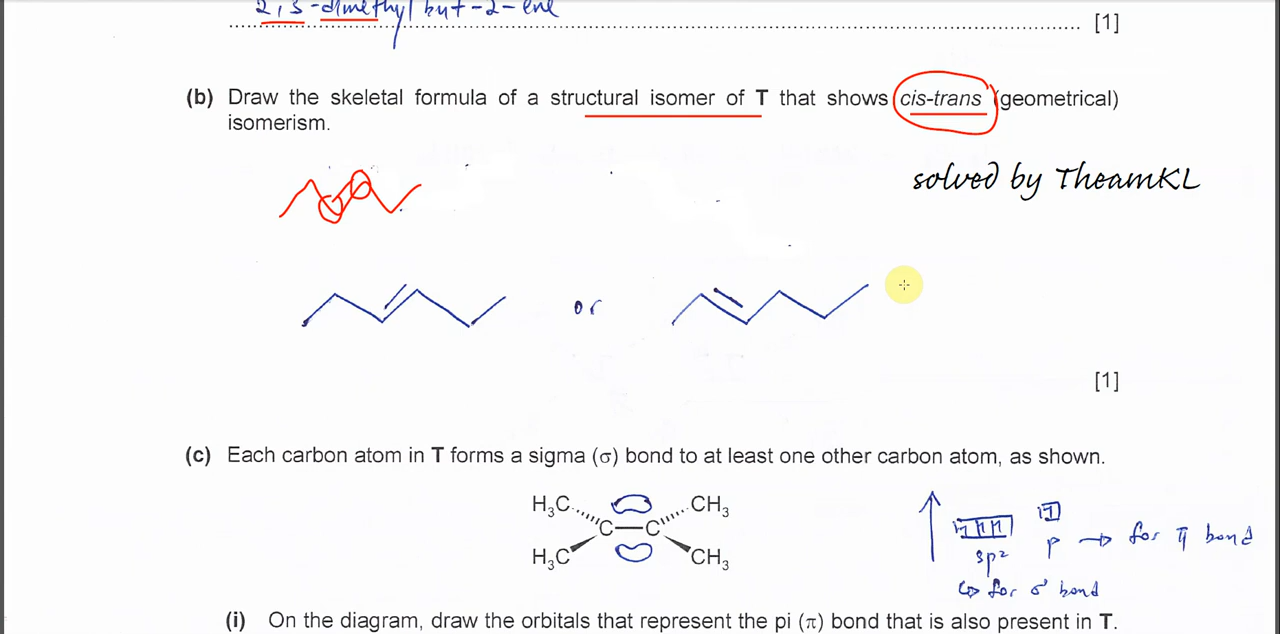 2,3-dimethyl but-2-ene
[1]
(b) Draw the skeletal formula of a structural isomer of T that shows cis-trans (geometrical)
isomerism.
solved by TheamKL
or
[1]
(c) Each carbon atom in T forms a sigma (σ) bond to at least one other carbon atom, as shown.
H₃C CH₃
C—C
H₃C CH₃
sp² p → for π bond
↳ for σ bond
(i) On the diagram, draw the orbitals that represent the pi (π) bond that is also present in T.